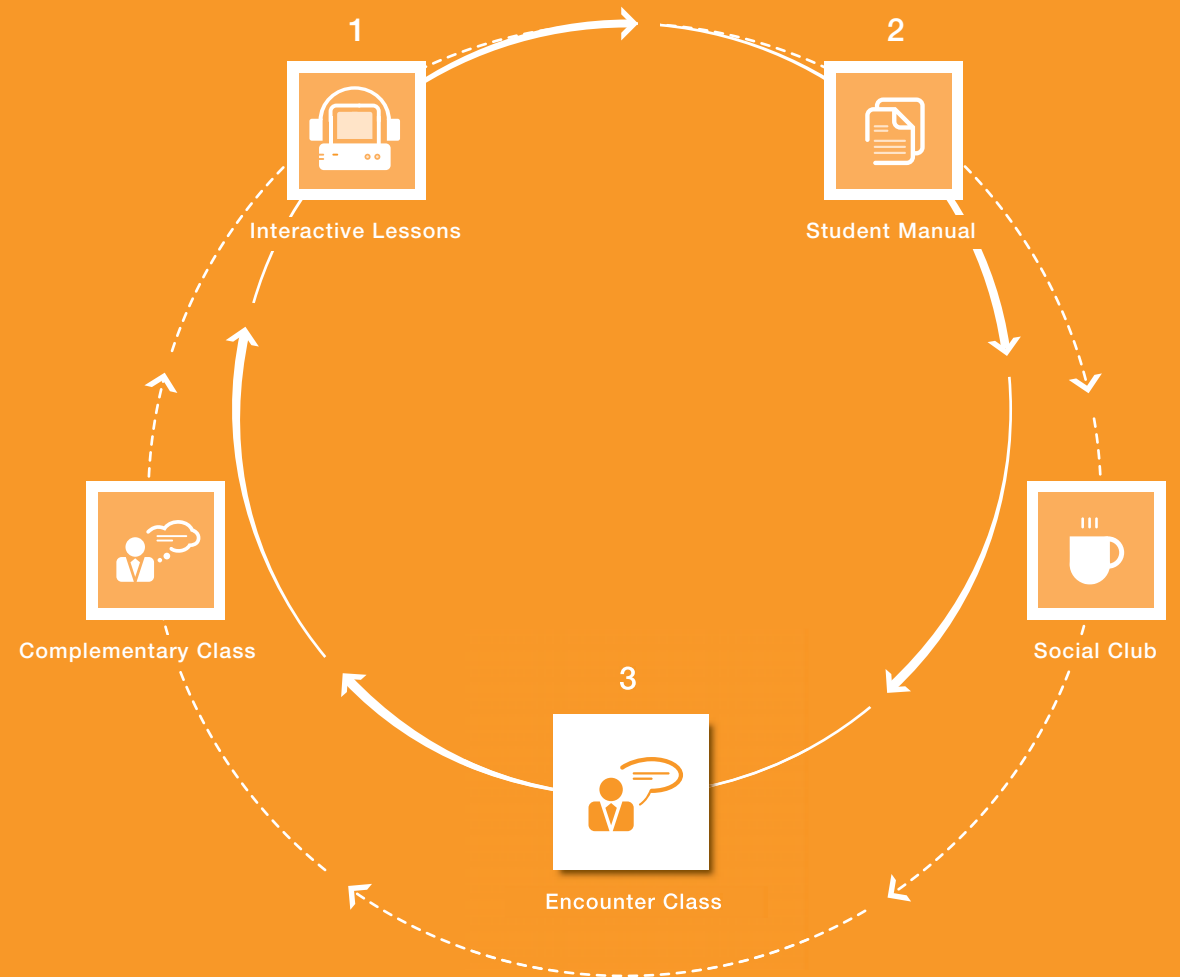 1
Interactive Lessons
2
Student Manual
Complementary Class
Social Club
3
Encounter Class